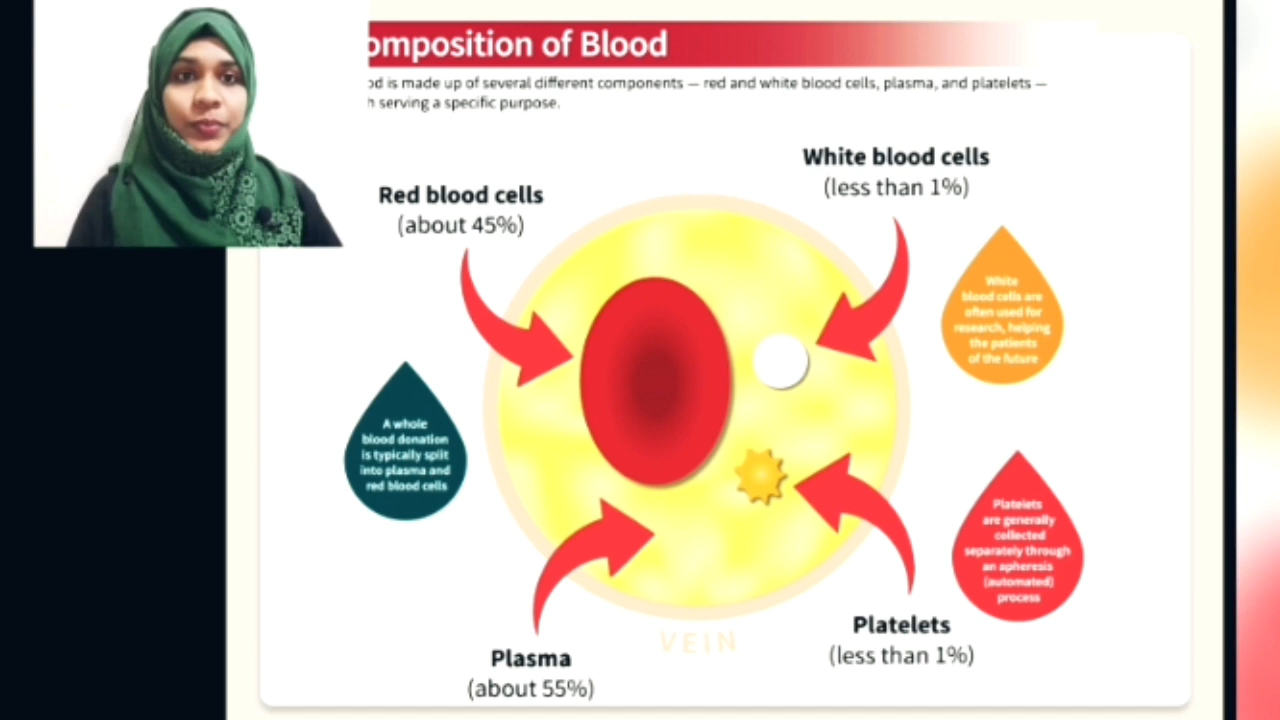 omposition of Blood
od is made up of several different components — red and white blood cells, plasma, and platelets —
h serving a specific purpose.
White blood cells
(less than 1%)
Red blood cells
(about 45%)
White
blood cells are
often used for
research, helping
the patients
of the future
A whole
blood donation
is typically split
into plasma and
red blood cells
Platelets
are generally
collected
separately through
an apheresis
(automated)
process
Platelets
(less than 1%)
VEIN
Plasma
(about 55%)